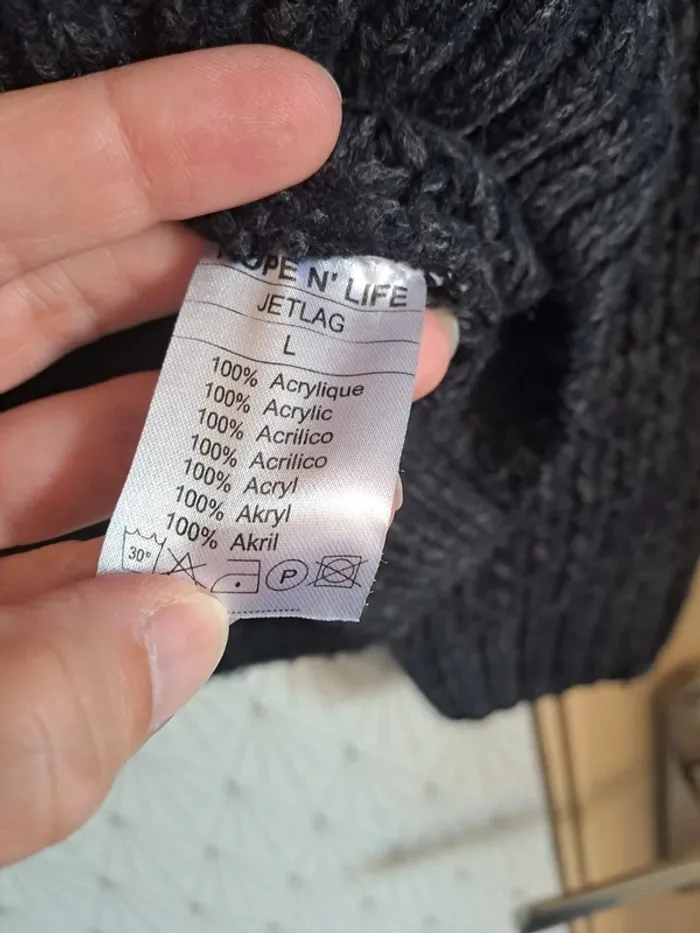 N' LIFE
JETLAG
L
100% Acrylique
100% Acrylic
100% Acrilico
100% Acrilico
100% Acryl
100% Akryl
100% Akril
30°
P